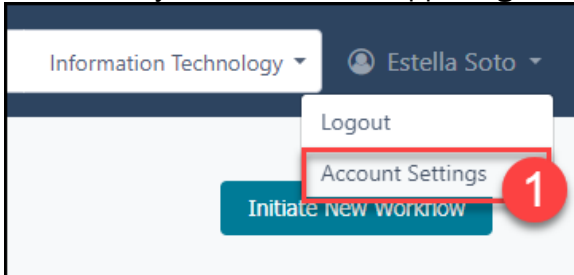 Information Technology
Estella Soto
Logout
Account Settings
1
Initiate New Workflow